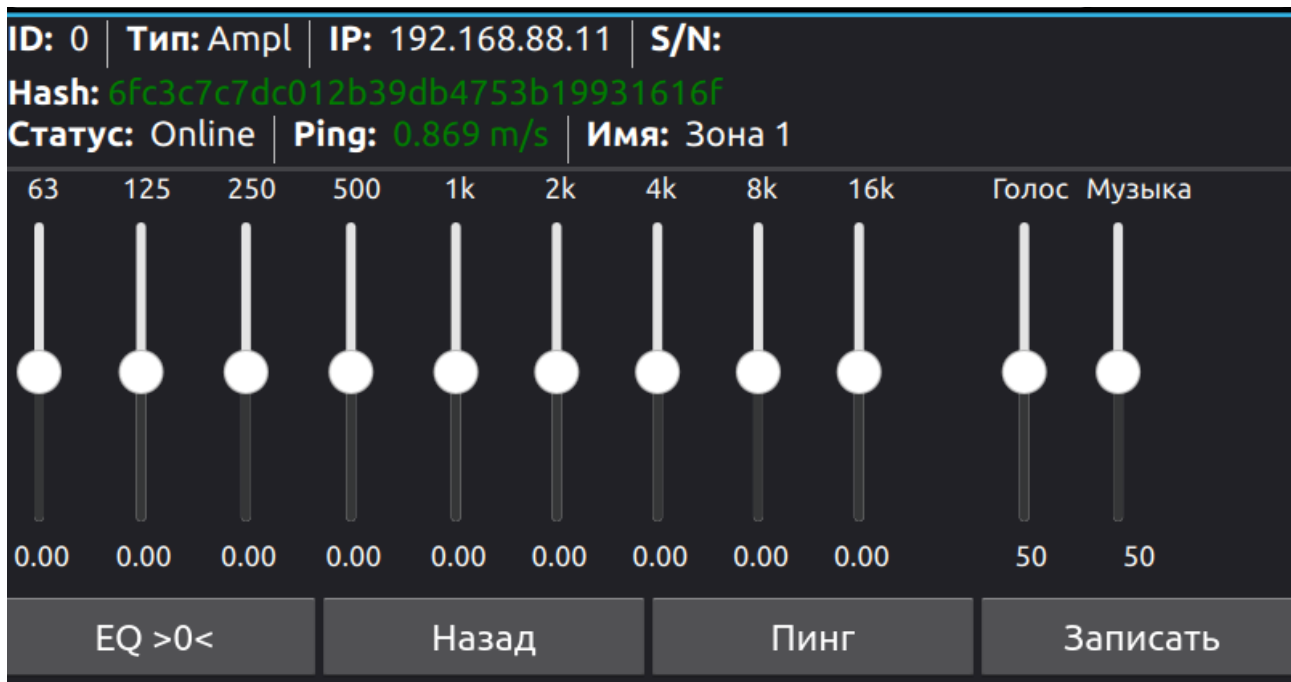 ID: 0 | Тип: Ampl | IP: 192.168.88.11 | S/N:
Hash: 6fc3c7c7dc012b39db4753b19931616f
Статус: Online | Ping: 0.869 m/s | Имя: Зона 1
63 125 250 500 1k 2k 4k 8k 16k Голос Музыка
0.00 0.00 0.00 0.00 0.00 0.00 0.00 0.00 0.00 50 50
EQ >0< Назад Пинг Записать